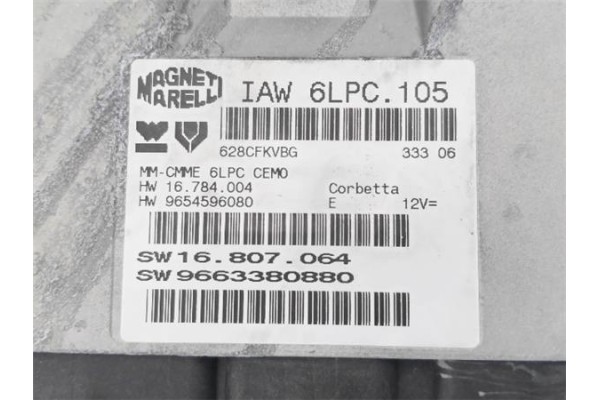 MAGNETI
MARELLI
IAW 6LPC.105
628CFKVBG 333 06
MM-CMME 6LPC CEMO
HW 16.784.004 Corbetta
HW 9654596080 E 12V=
SW16.807.064
SW9663380880